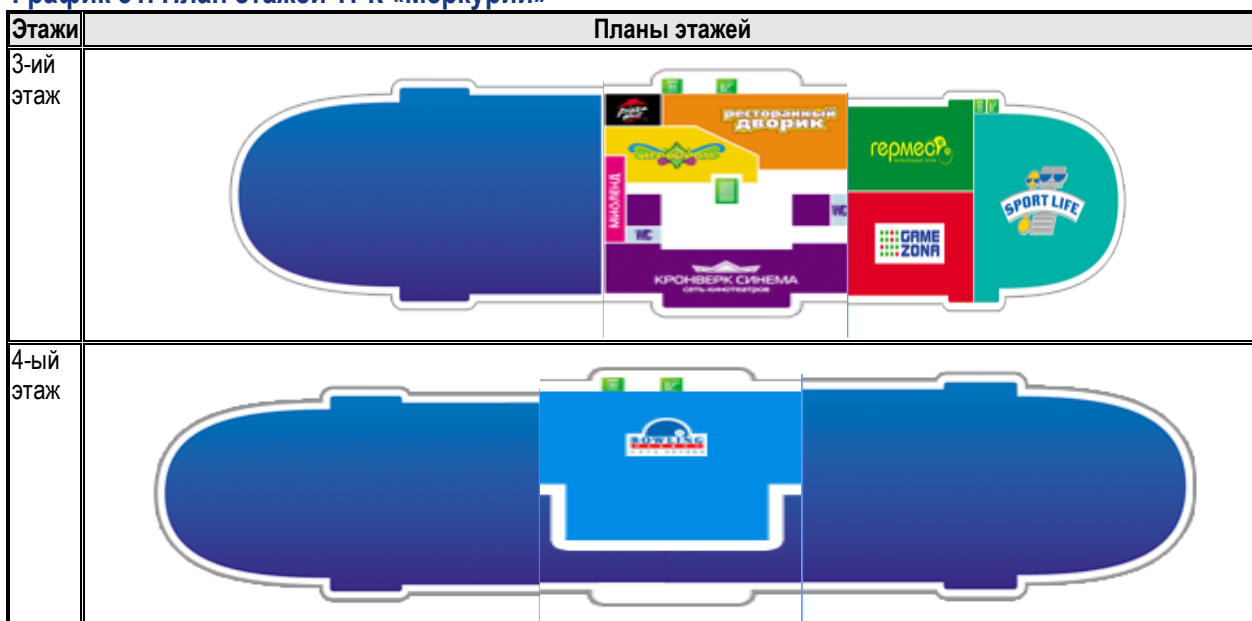 Этажи
Планы этажей
3-ий
этаж
ресторанный
дворик
гермес
SPORT LIFE
МИОЛЕНД
WC
WC
GAME
ZONA
КРОНВЕРК СИНЕМА
сеть кинотеатров
4-ый
этаж
BOWLING